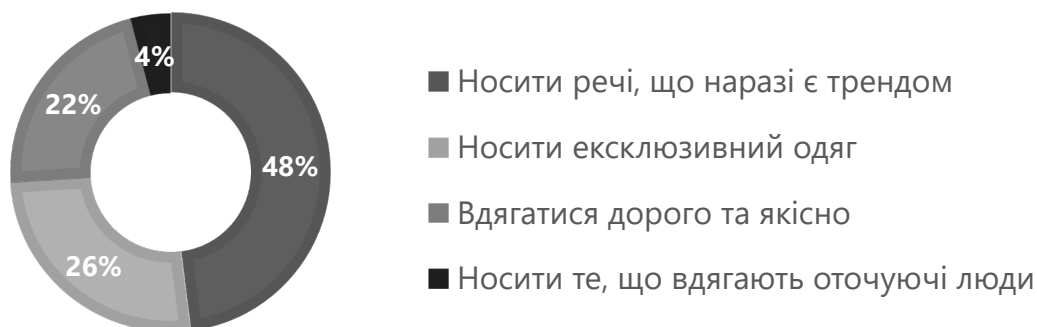 4%
22%
48%
26%
Носити речі, що наразі є трендом
Носити ексклюзивний одяг
Вдягатися дорого та якісно
Носити те, що вдягають оточуючі люди